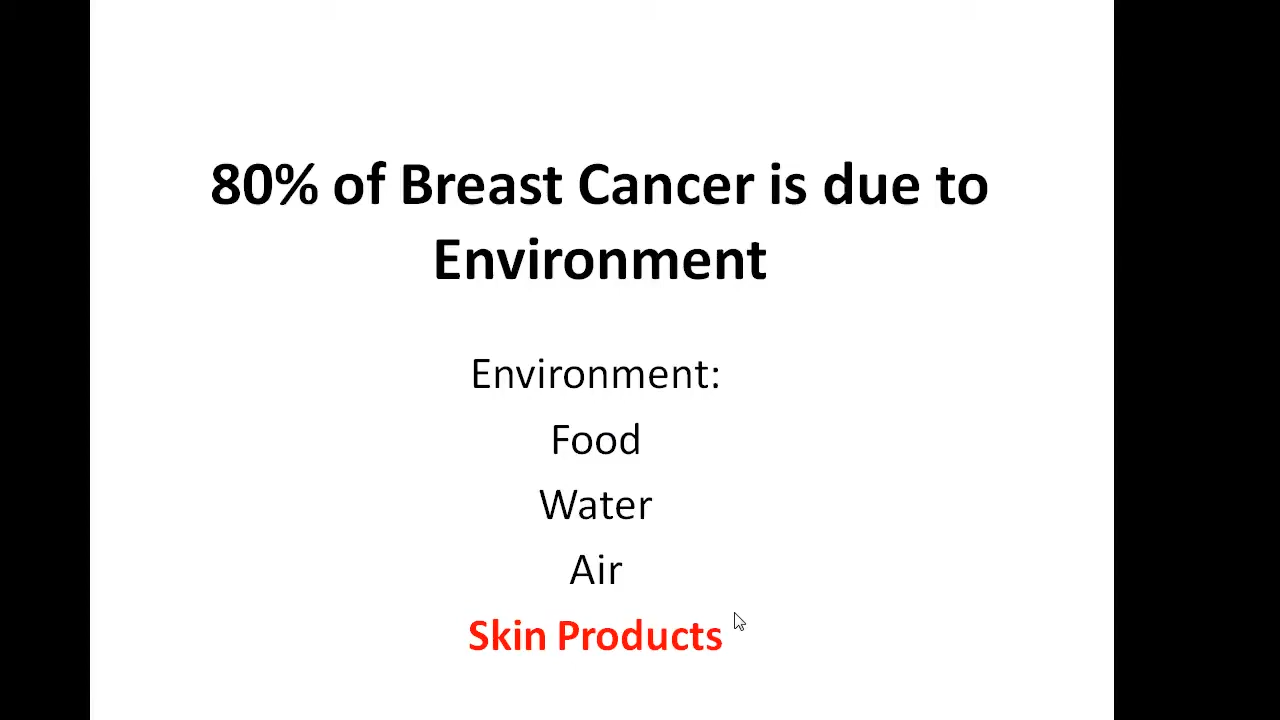 80% of Breast Cancer is due to
Environment
Environment:
Food
Water
Air
Skin Products